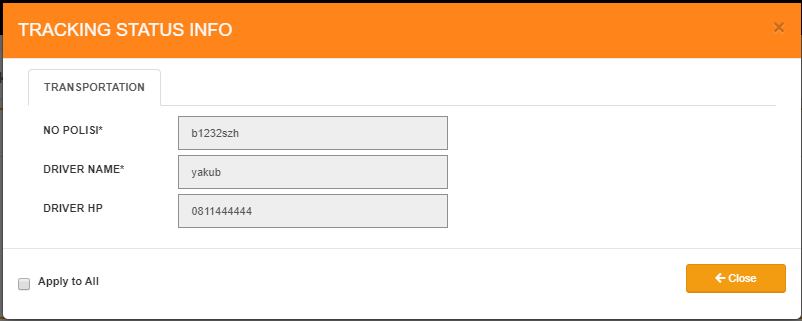 TRACKING STATUS INFO
×
TRANSPORTATION
NO POLISI* b1232szh
DRIVER NAME* yakub
DRIVER HP 0811444444
Apply to All
Close